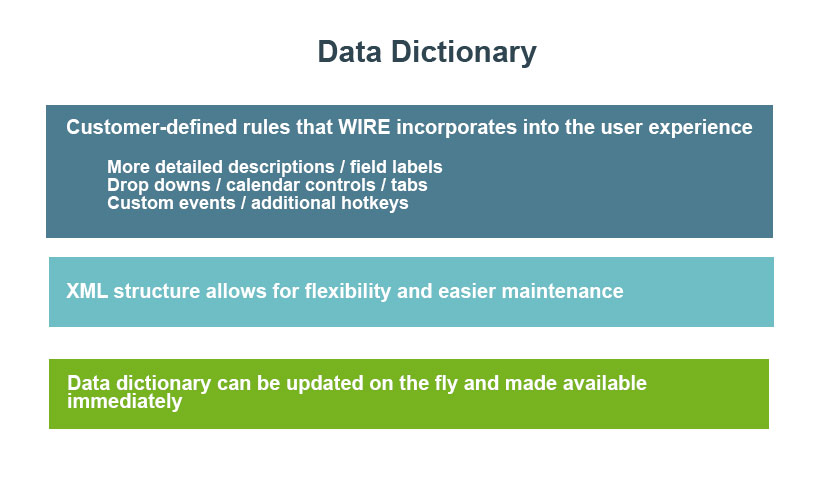 Data Dictionary
Customer-defined rules that WIRE incorporates into the user experience
More detailed descriptions / field labels
Drop downs / calendar controls / tabs
Custom events / additional hotkeys
XML structure allows for flexibility and easier maintenance
Data dictionary can be updated on the fly and made available
immediately